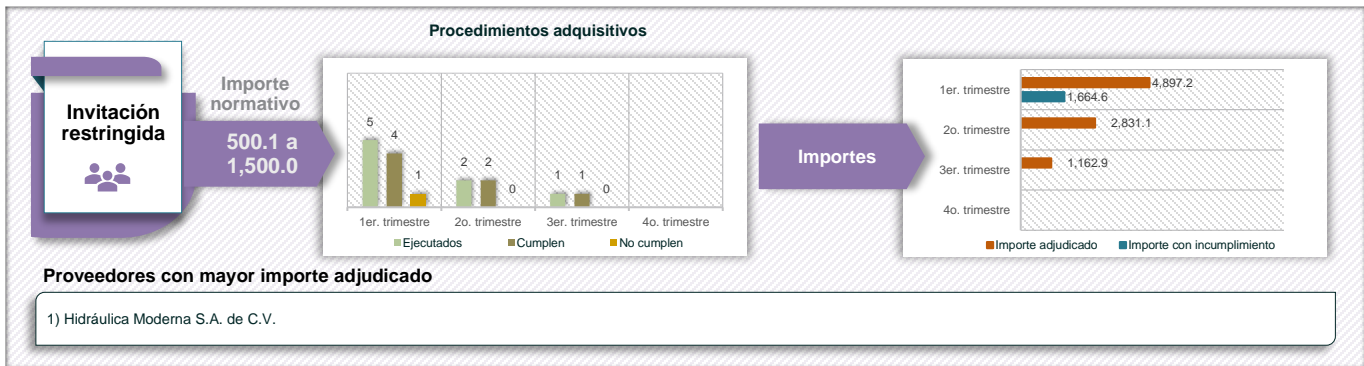 Procedimientos adquisitivos
Invitación
restringida
Importe
normativo
500.1 a
1,500.0
5
4
1
2
2
0
1
1
0
1er. trimestre
2o. trimestre
3er. trimestre
4o. trimestre
Ejecutados
Cumplen
No cumplen
Importes
1er. trimestre
4,897.2
1,664.6
2o. trimestre
2,831.1
3er. trimestre
1,162.9
4o. trimestre
Importe adjudicado
Importe con incumplimiento
Proveedores con mayor importe adjudicado
1) Hidráulica Moderna S.A. de C.V.